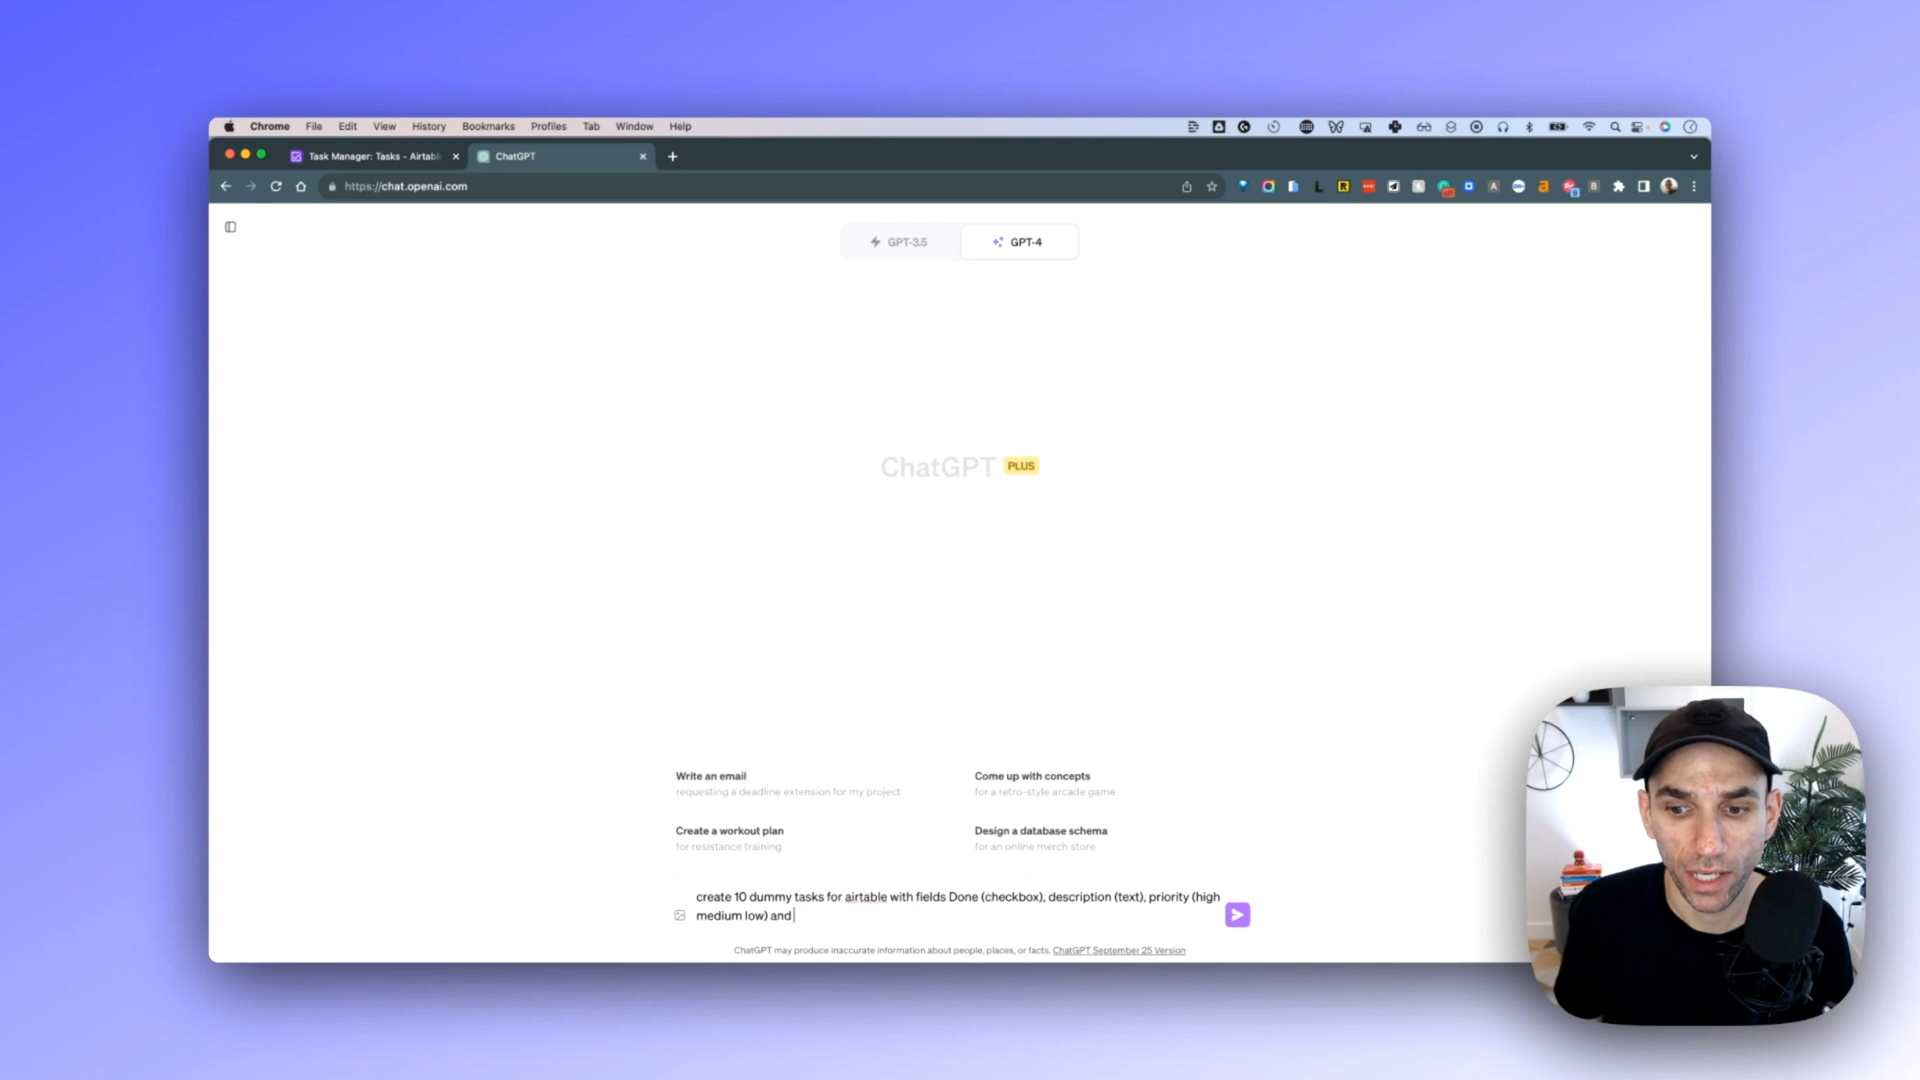 Chrome File Edit View History Bookmarks Profiles Tab Window Help
Task Manager: Tasks - Airtabl
ChatGPT
https://chat.openai.com
GPT-3.5
GPT-4
ChatGPT PLUS
Write an email
requesting a deadline extension for my project
Come up with concepts
for a retro-style arcade game
Create a workout plan
for resistance training
Design a database schema
for an online merch store
create 10 dummy tasks for airtable with fields Done (checkbox), description (text), priority (high
medium low) and
ChatGPT may produce inaccurate information about people, places, or facts. ChatGPT September 25 Version